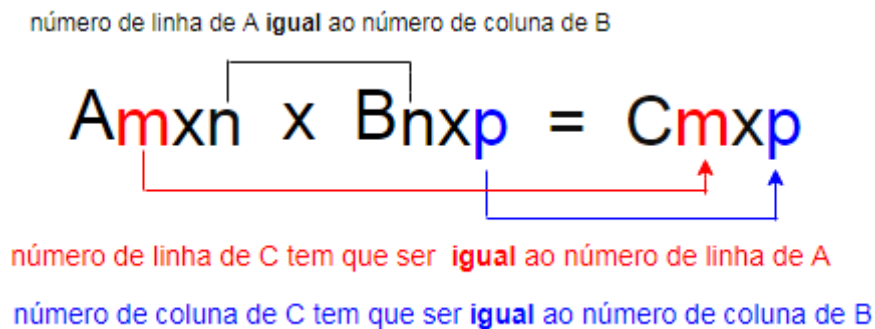 número de linha de A igual ao número de coluna de B
Amxn x Bnxp = Cmxp
número de linha de C tem que ser igual ao número de linha de A
número de coluna de C tem que ser igual ao número de coluna de B